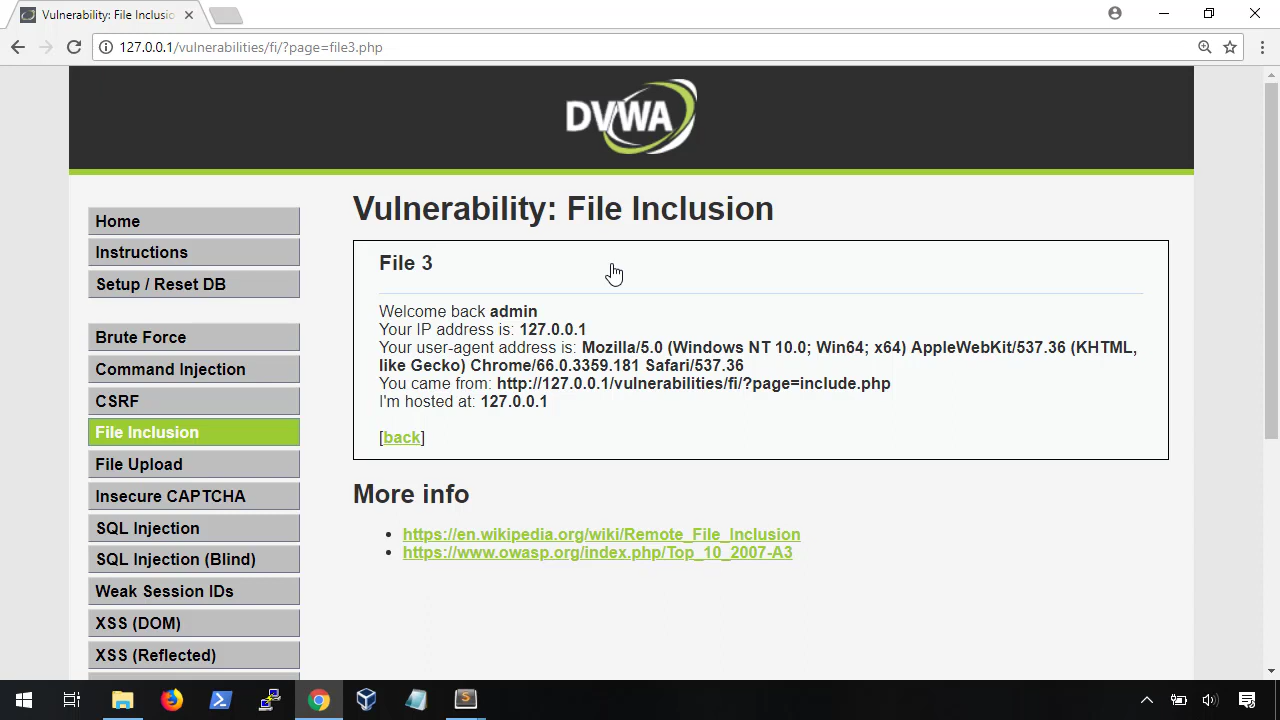 Vulnerability: File Inclusio
127.0.0.1/vulnerabilities/fi/?page=file3.php
DVWA
Home
Instructions
Setup / Reset DB
Brute Force
Command Injection
CSRF
File Inclusion
File Upload
Insecure CAPTCHA
SQL Injection
SQL Injection (Blind)
Weak Session IDs
XSS (DOM)
XSS (Reflected)
Vulnerability: File Inclusion
File 3
Welcome back admin
Your IP address is: 127.0.0.1
Your user-agent address is: Mozilla/5.0 (Windows NT 10.0; Win64; x64) AppleWebKit/537.36 (KHTML,
like Gecko) Chrome/66.0.3359.181 Safari/537.36
You came from: http://127.0.0.1/vulnerabilities/fi/?page=include.php
I'm hosted at: 127.0.0.1
[back]
More info
• https://en.wikipedia.org/wiki/Remote_File_Inclusion
• https://www.owasp.org/index.php/Top_10_2007-A3